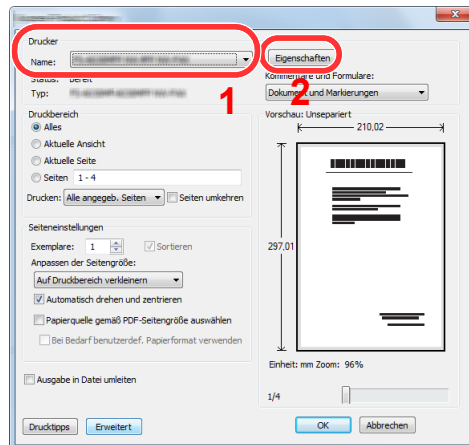 Drucker
Name:
Eigenschaften
Status: Bereit
Kommentare und Formulare:
Typ:
1
2
Dokument und Markierungen
Druckbereich
Alles
Aktuelle Ansicht
Aktuelle Seite
Seiten 1 - 4
Drucken: Alle angegeb. Seiten Seiten umkehren
Vorschau: Unsepariert
210,02
297,01
Seiteneinstellungen
Exemplare: 1 Sortieren
Anpassen der Seitengröße:
Auf Druckbereich verkleinern
Automatisch drehen und zentrieren
Papierquelle gemäß PDF-Seitengröße auswählen
Bei Bedarf benutzerdef. Papierformat verwenden
Einheit: mm Zoom: 96%
Ausgabe in Datei umleiten
1/4
Drucktipps Erweitert OK Abbrechen